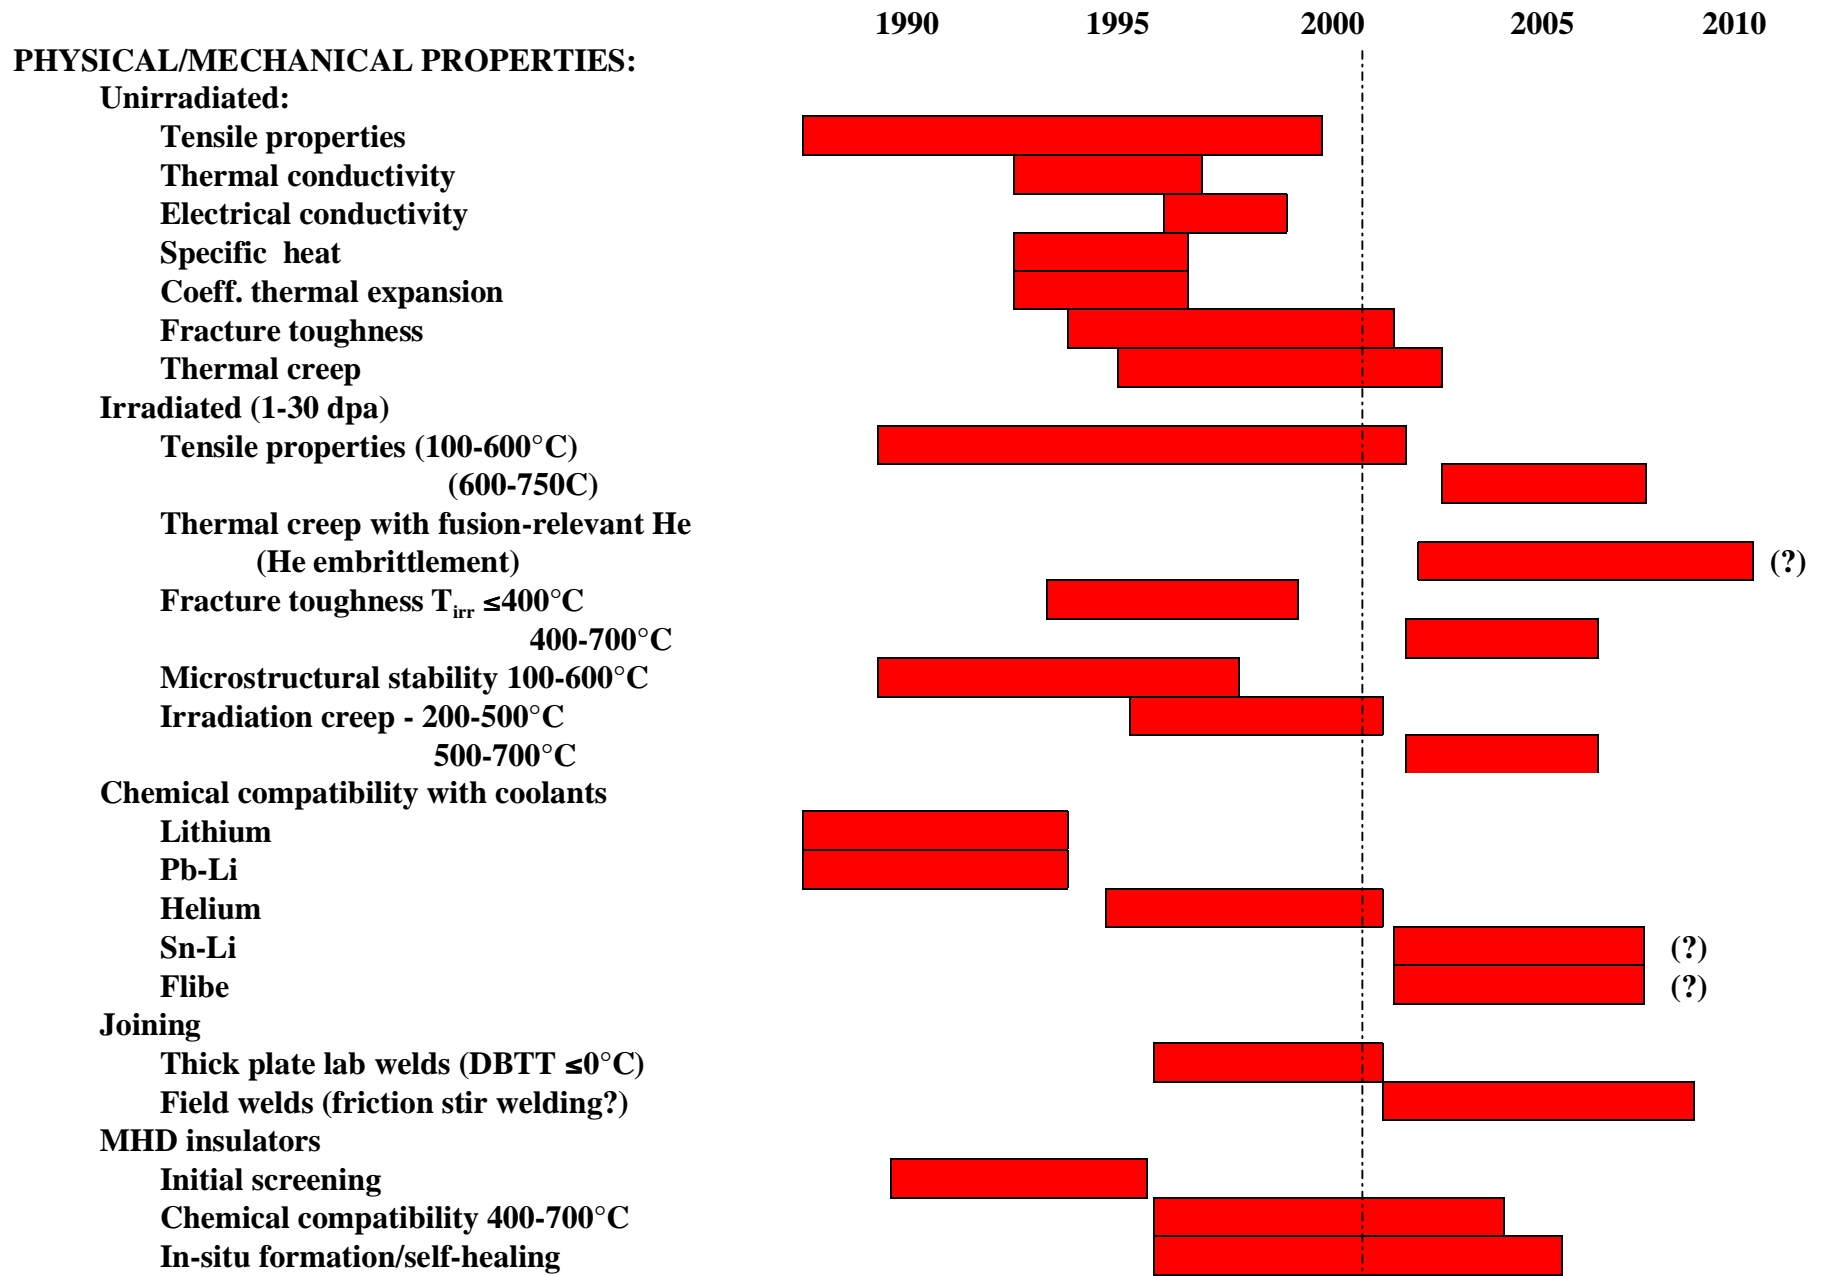 1990 1995 2000 2005 2010
PHYSICAL/MECHANICAL PROPERTIES:
Unirradiated:
Tensile properties
Thermal conductivity
Electrical conductivity
Specific heat
Coeff. thermal expansion
Fracture toughness
Thermal creep
Irradiated (1-30 dpa)
Tensile properties (100-600°C)
(600-750C)
Thermal creep with fusion-relevant He
(He embrittlement) (?)
Fracture toughness Tirr ≤400°C
400-700°C
Microstructural stability 100-600°C
Irradiation creep - 200-500°C
500-700°C
Chemical compatibility with coolants
Lithium
Pb-Li
Helium
Sn-Li (?)
Flibe (?)
Joining
Thick plate lab welds (DBTT ≤0°C)
Field welds (friction stir welding?)
MHD insulators
Initial screening
Chemical compatibility 400-700°C
In-situ formation/self-healing